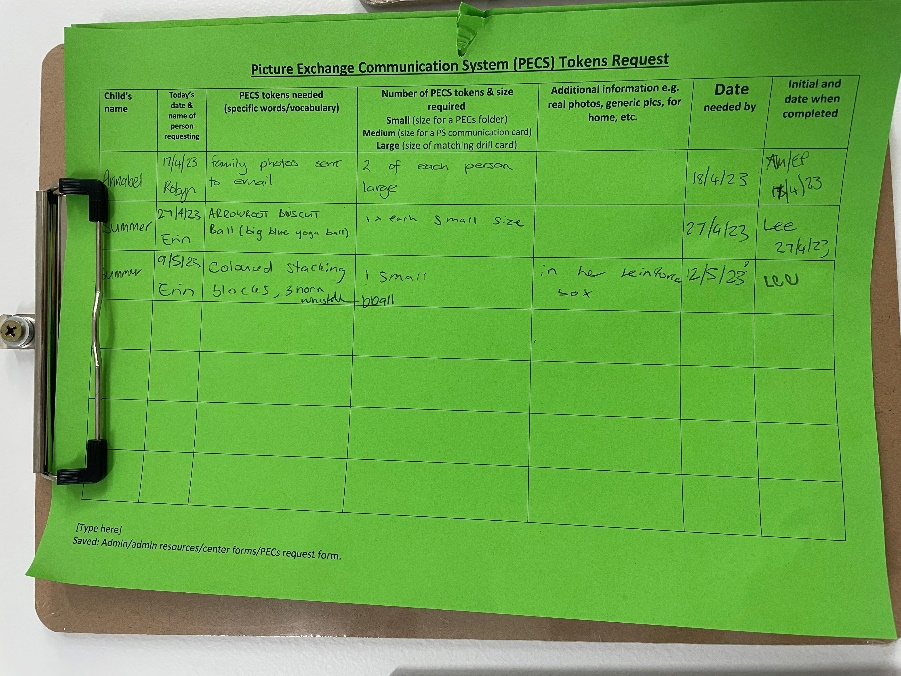 Picture Exchange Communication System (PECS) Tokens Request
Child's
name
Today's
date &
name of
person
requesting
PECS tokens needed
(specific words/vocabulary)
Number of PECS tokens & size
required
Small (size for a PECs folder)
Medium (size for a PS communication card)
Large (size of matching drill card)
Additional information e.g.
real photos, generic pics, for
home, etc.
Date
needed by
Initial and
date when
completed
Annabel
17/4/23
Robyn
family photos sent
to email
2 of each person
large
18/4/23
AM/EP
18/4/23
Summer
27/4/23
Erin
ARROWROOT BISCUIT
Ball (big blue yoga ball)
1 x each small size
27/4/23
Lee
27/4/23
Summer
9/5/23
Erin
Coloured stacking
blocks,
1 small
in her reinforce
box
12/5/23
Lee
[Type here]
Saved: Admin/admin resources/center forms/PECs request form.